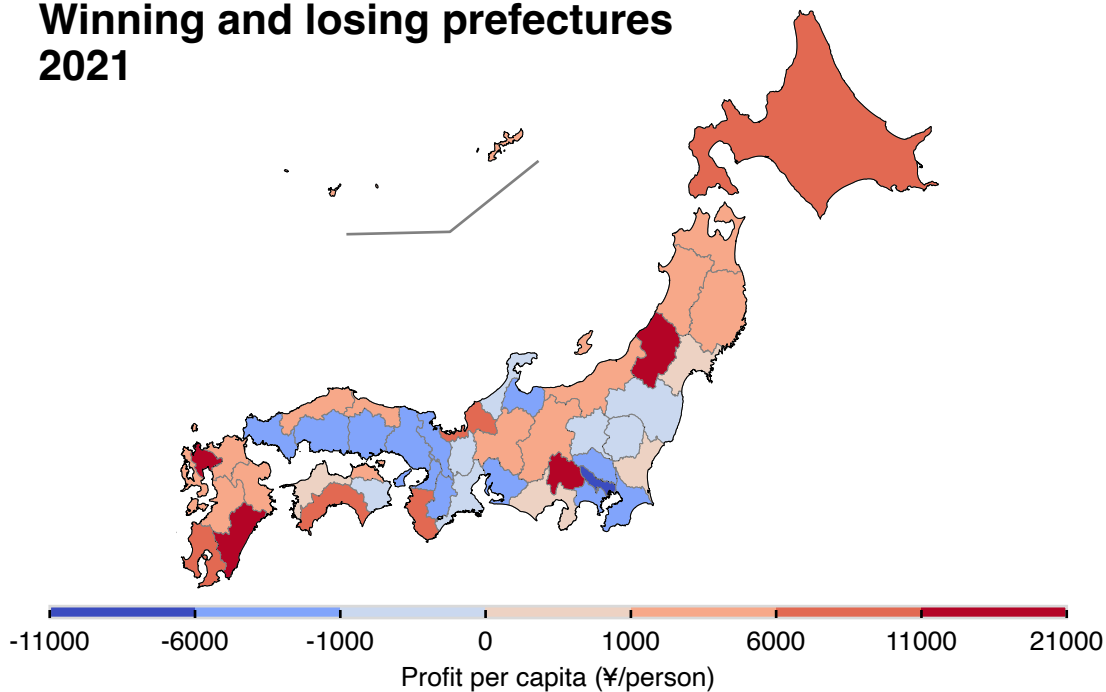 Winning and losing prefectures
2021
-11000 -6000 -1000 0 1000 6000 11000 21000
Profit per capita (¥/person)